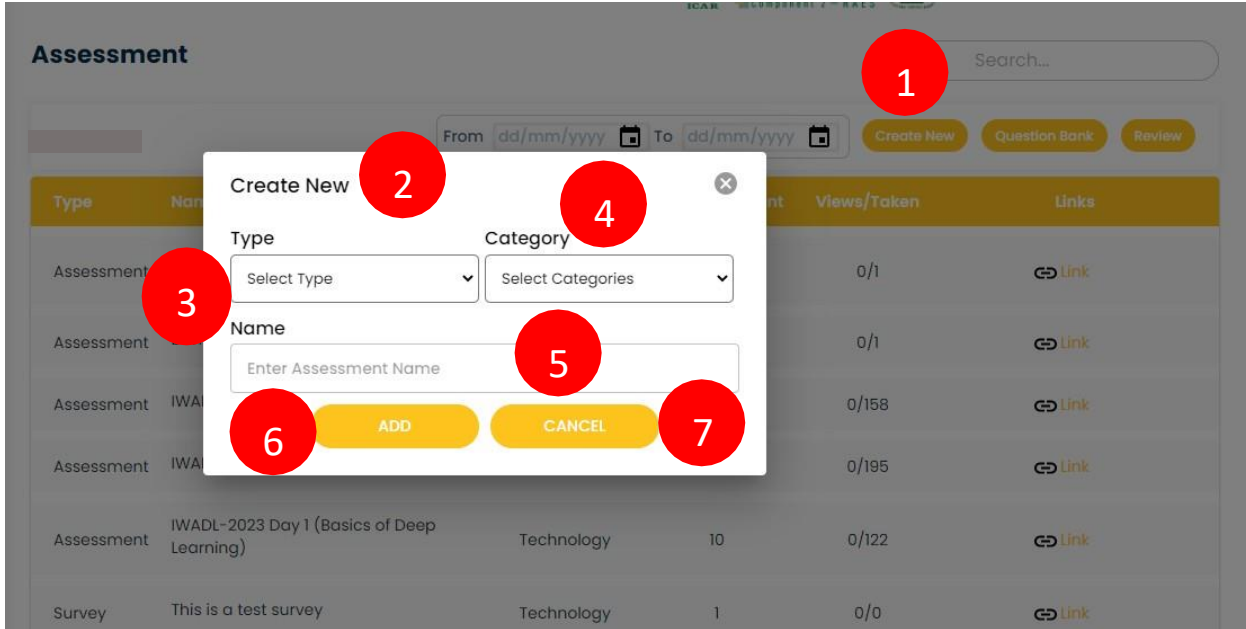 ICAR Component 2 – RAES
Assessment
Search...
1
From dd/mm/yyyy To dd/mm/yyyy Create New Question Bank Review
2
Create New
4
Type Views/Taken Links
Type Category
Assessment Select Type Select Categories 0/1 Link
3
Name
Assessment 0/1 Link
5
Enter Assessment Name
Assessment 0/158 Link
ADD CANCEL
6 7
Assessment 0/195 Link
IWADL-2023 Day 1 (Basics of Deep
Assessment Learning) Technology 10 0/122 Link
Survey This is a test survey Technology 1 0/0 Link